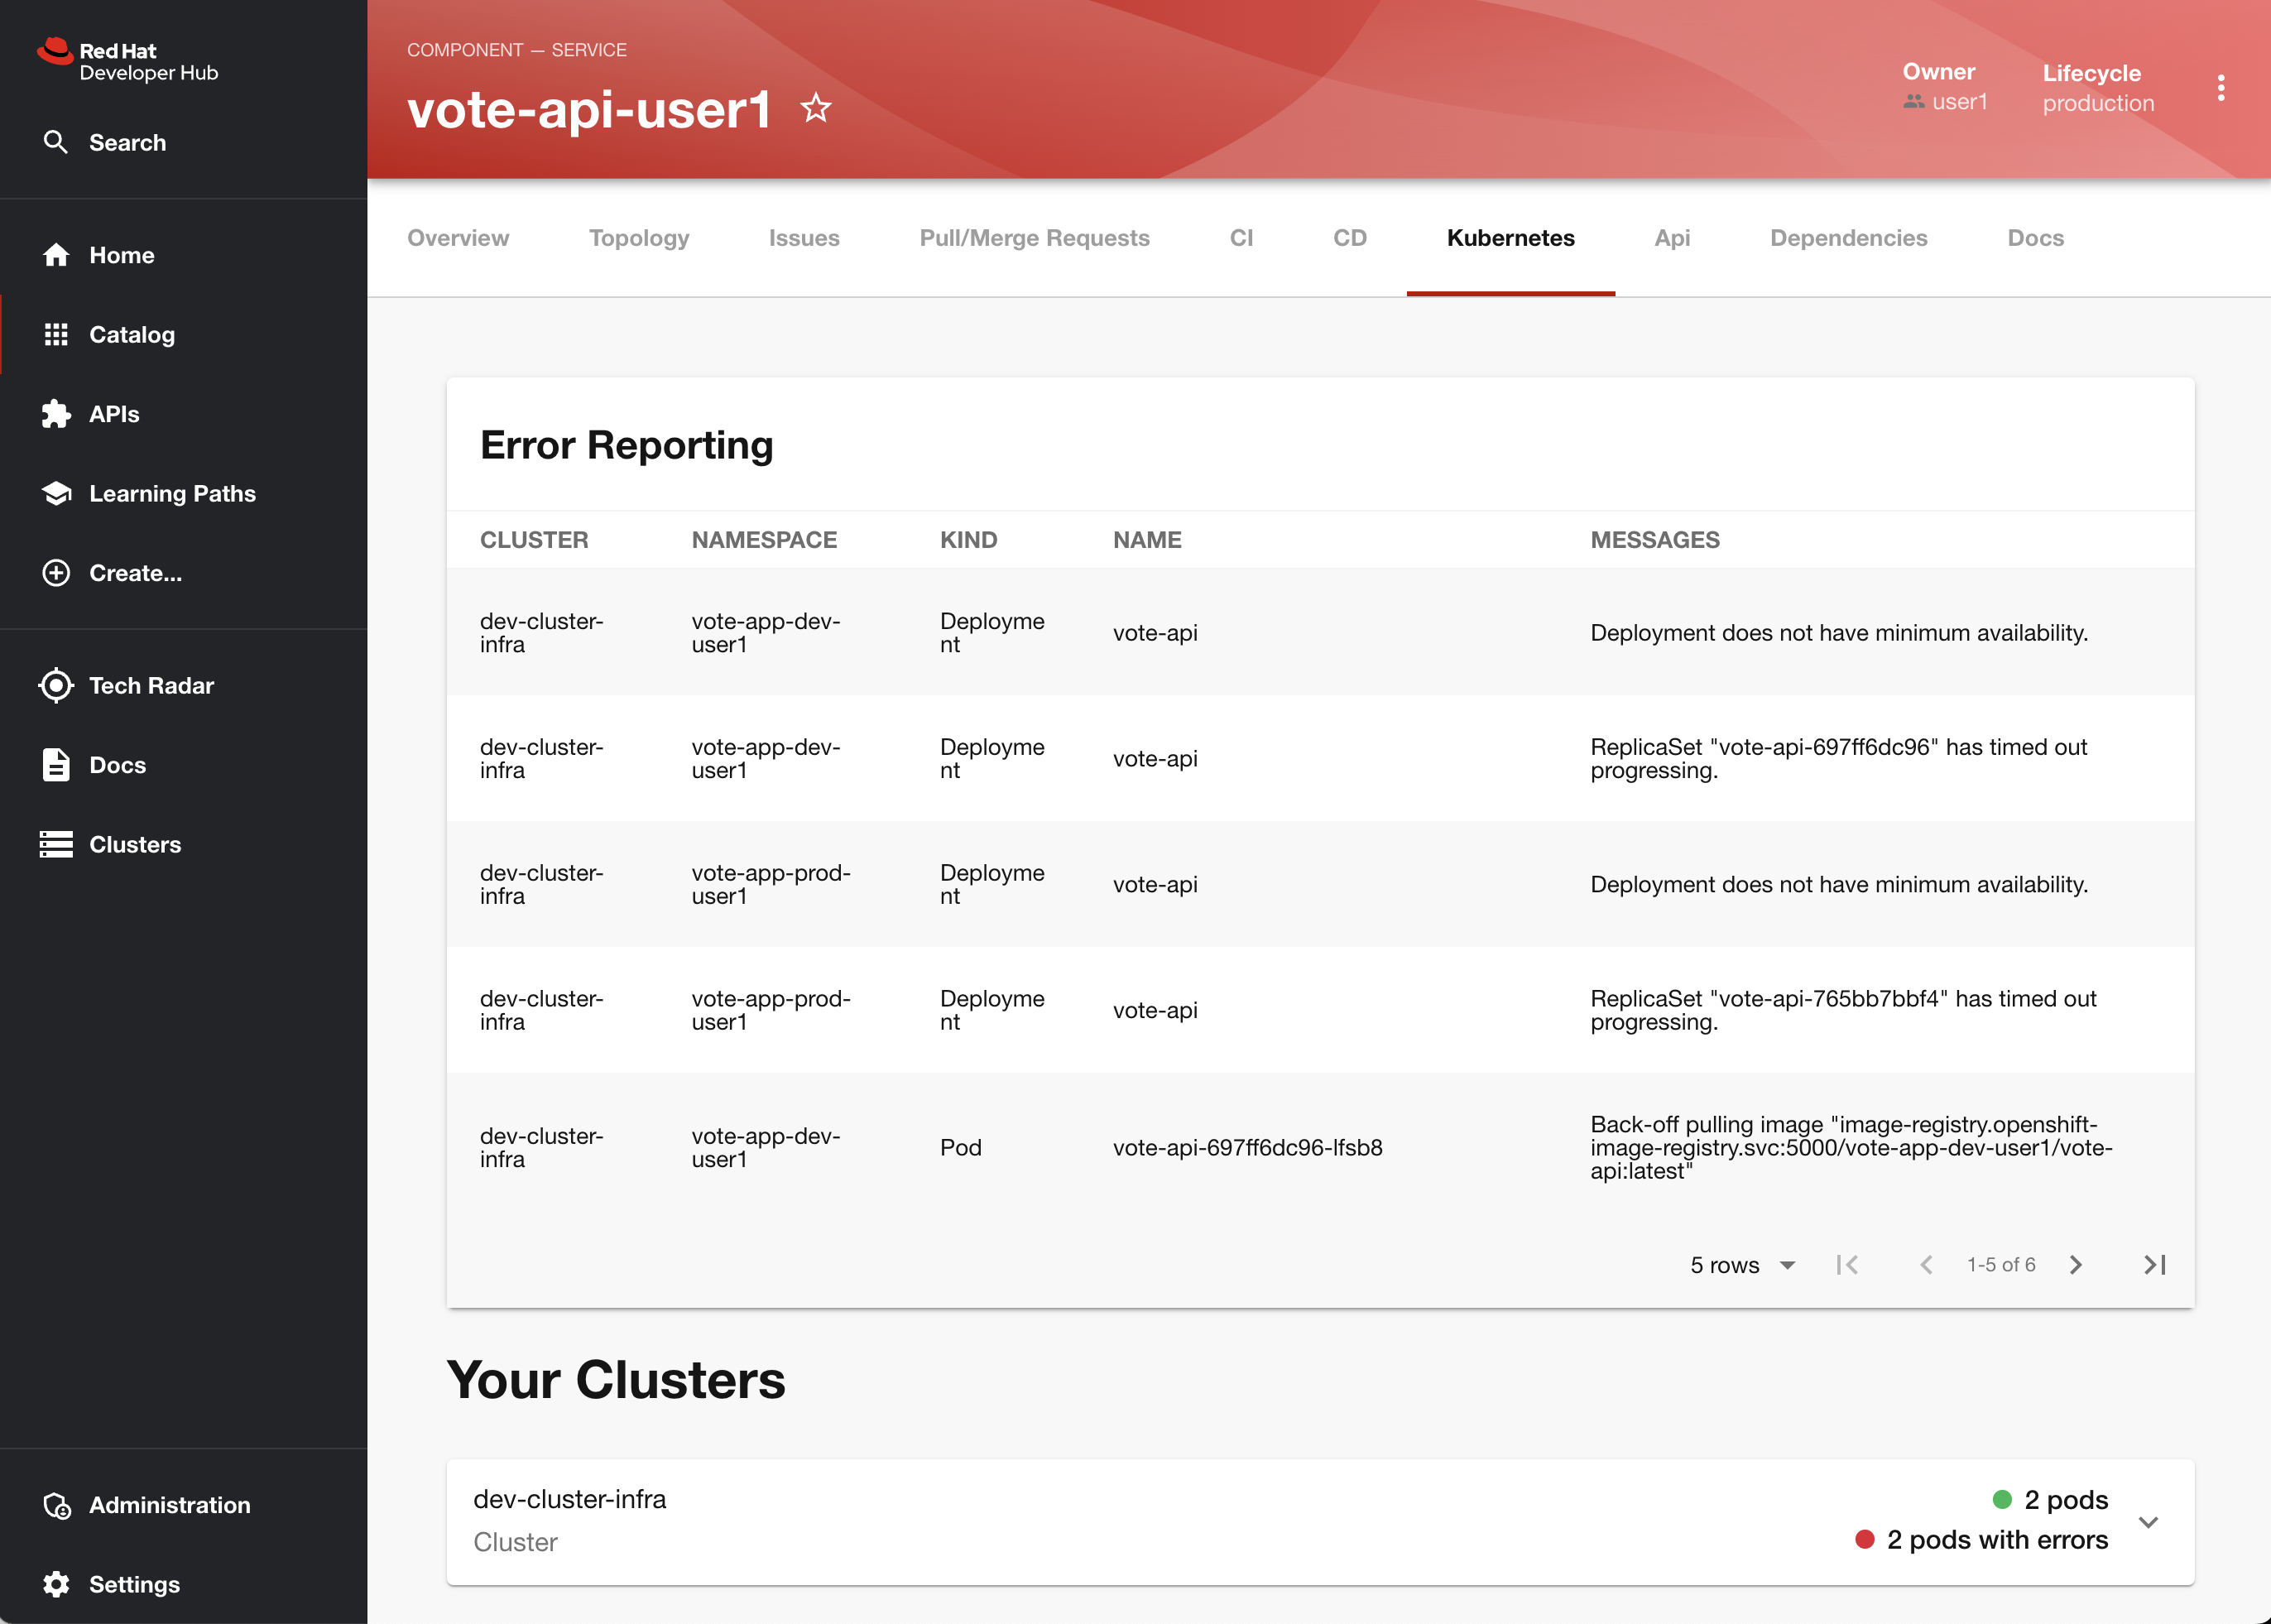 Red Hat
Developer Hub
Search
Home
Catalog
APIs
Learning Paths
Create...
Tech Radar
Docs
Clusters
Administration
Settings
COMPONENT — SERVICE
vote-api-user1
Owner
user1
Lifecycle
production
Overview
Topology
Issues
Pull/Merge Requests
CI
CD
Kubernetes
Api
Dependencies
Docs
Error Reporting
CLUSTER NAMESPACE KIND NAME MESSAGES
dev-cluster-
infra
vote-app-dev-
user1
Deployme
nt
vote-api
Deployment does not have minimum availability.
dev-cluster-
infra
vote-app-dev-
user1
Deployme
nt
vote-api
ReplicaSet "vote-api-697ff6dc96" has timed out
progressing.
dev-cluster-
infra
vote-app-prod-
user1
Deployme
nt
vote-api
Deployment does not have minimum availability.
dev-cluster-
infra
vote-app-prod-
user1
Deployme
nt
vote-api
ReplicaSet "vote-api-765bb7bbf4" has timed out
progressing.
dev-cluster-
infra
vote-app-dev-
user1
Pod
vote-api-697ff6dc96-lfsb8
Back-off pulling image "image-registry.openshift-
image-registry.svc:5000/vote-app-dev-user1/vote-
api:latest"
5 rows
1-5 of 6
Your Clusters
dev-cluster-infra
Cluster
2 pods
2 pods with errors